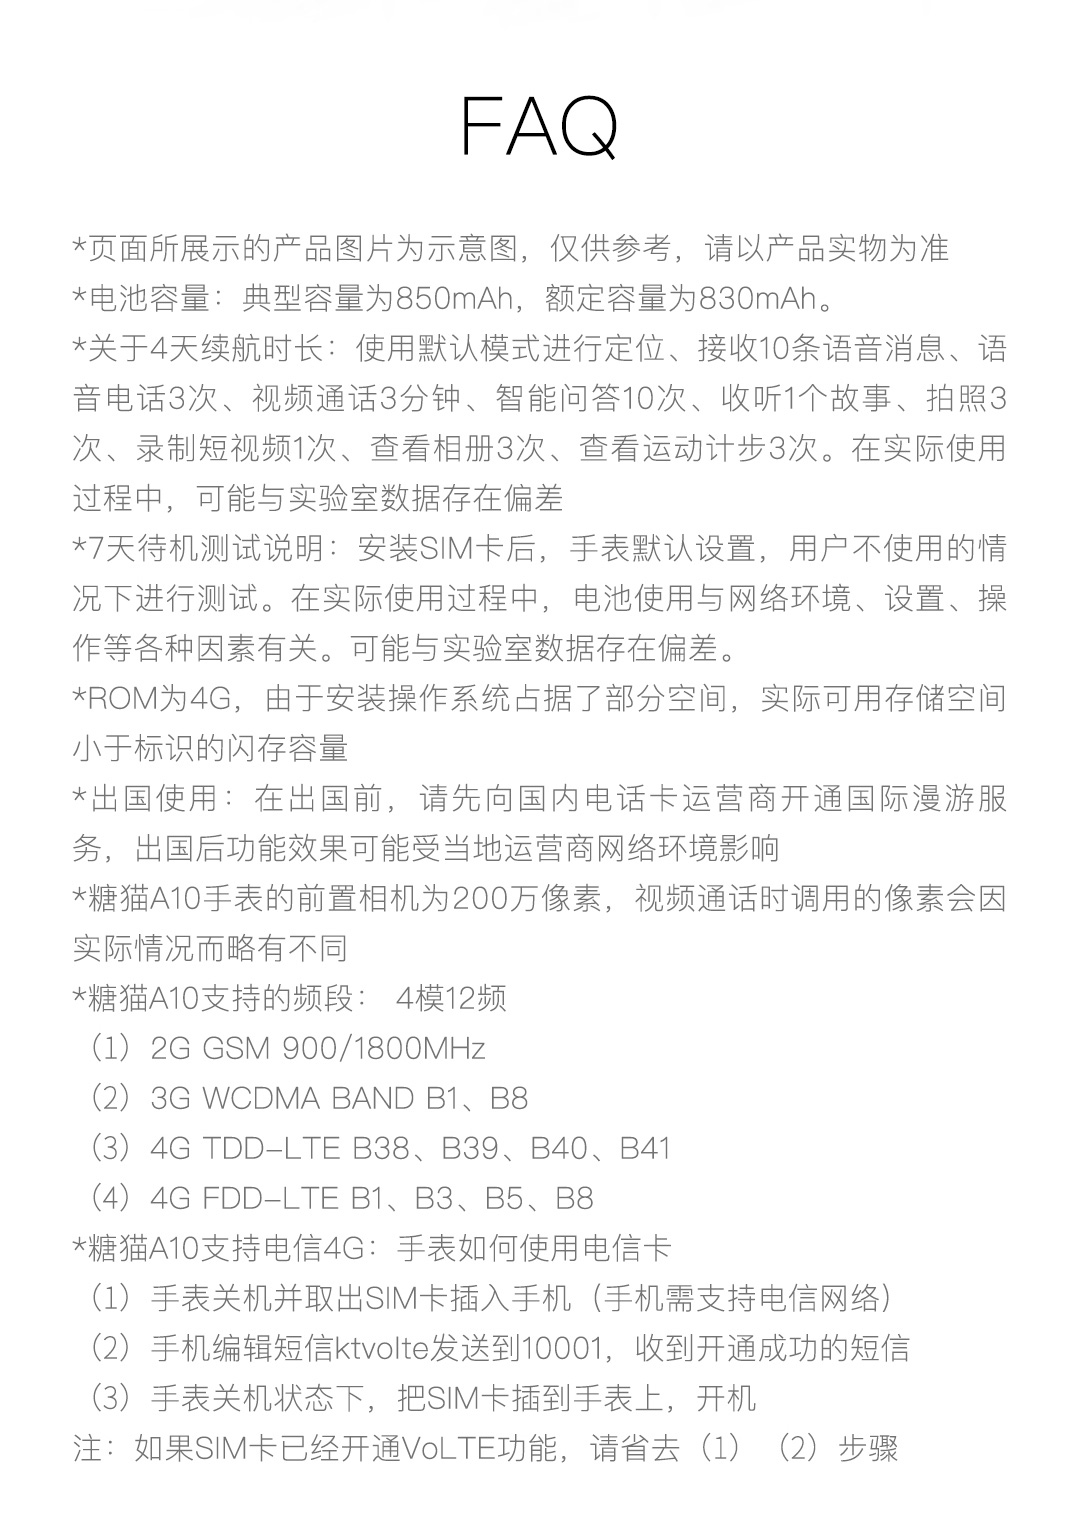 FAQ
*页面所展示的产品图片为示意图，仅供参考，请以产品实物为准
*电池容量：典型容量为850mAh，额定容量为830mAh。
*关于4天续航时长：使用默认模式进行定位、接收10条语音消息、语
音电话3次、视频通话3分钟、智能问答10次、收听1个故事、拍照3
次、录制短视频1次、查看相册3次、查看运动计步3次。在实际使用
过程中，可能与实验室数据存在偏差
*7天待机测试说明：安装SIM卡后，手表默认设置，用户不使用的情
况下进行测试。在实际使用过程中，电池使用与网络环境、设置、操
作等各种因素有关。可能与实验室数据存在偏差。
*ROM为4G，由于安装操作系统占据了部分空间，实际可用存储空间
小于标识的闪存容量
*出国使用：在出国前，请先向国内电话卡运营商开通国际漫游服
务，出国后功能效果可能受当地运营商网络环境影响
*糖猫A10手表的前置相机为200万像素，视频通话时调用的像素会因
实际情况而略有不同
*糖猫A10支持的频段： 4模12频
（1）2G GSM 900/1800MHz
（2）3G WCDMA BAND B1、B8
（3）4G TDD-LTE B38、B39、B40、B41
（4）4G FDD-LTE B1、B3、B5、B8
*糖猫A10支持电信4G：手表如何使用电信卡
（1）手表关机并取出SIM卡插入手机（手机需支持电信网络）
（2）手机编辑短信ktvolte发送到10001，收到开通成功的短信
（3）手表关机状态下，把SIM卡插到手表上，开机
注：如果SIM卡已经开通VoLTE功能，请省去（1）（2）步骤